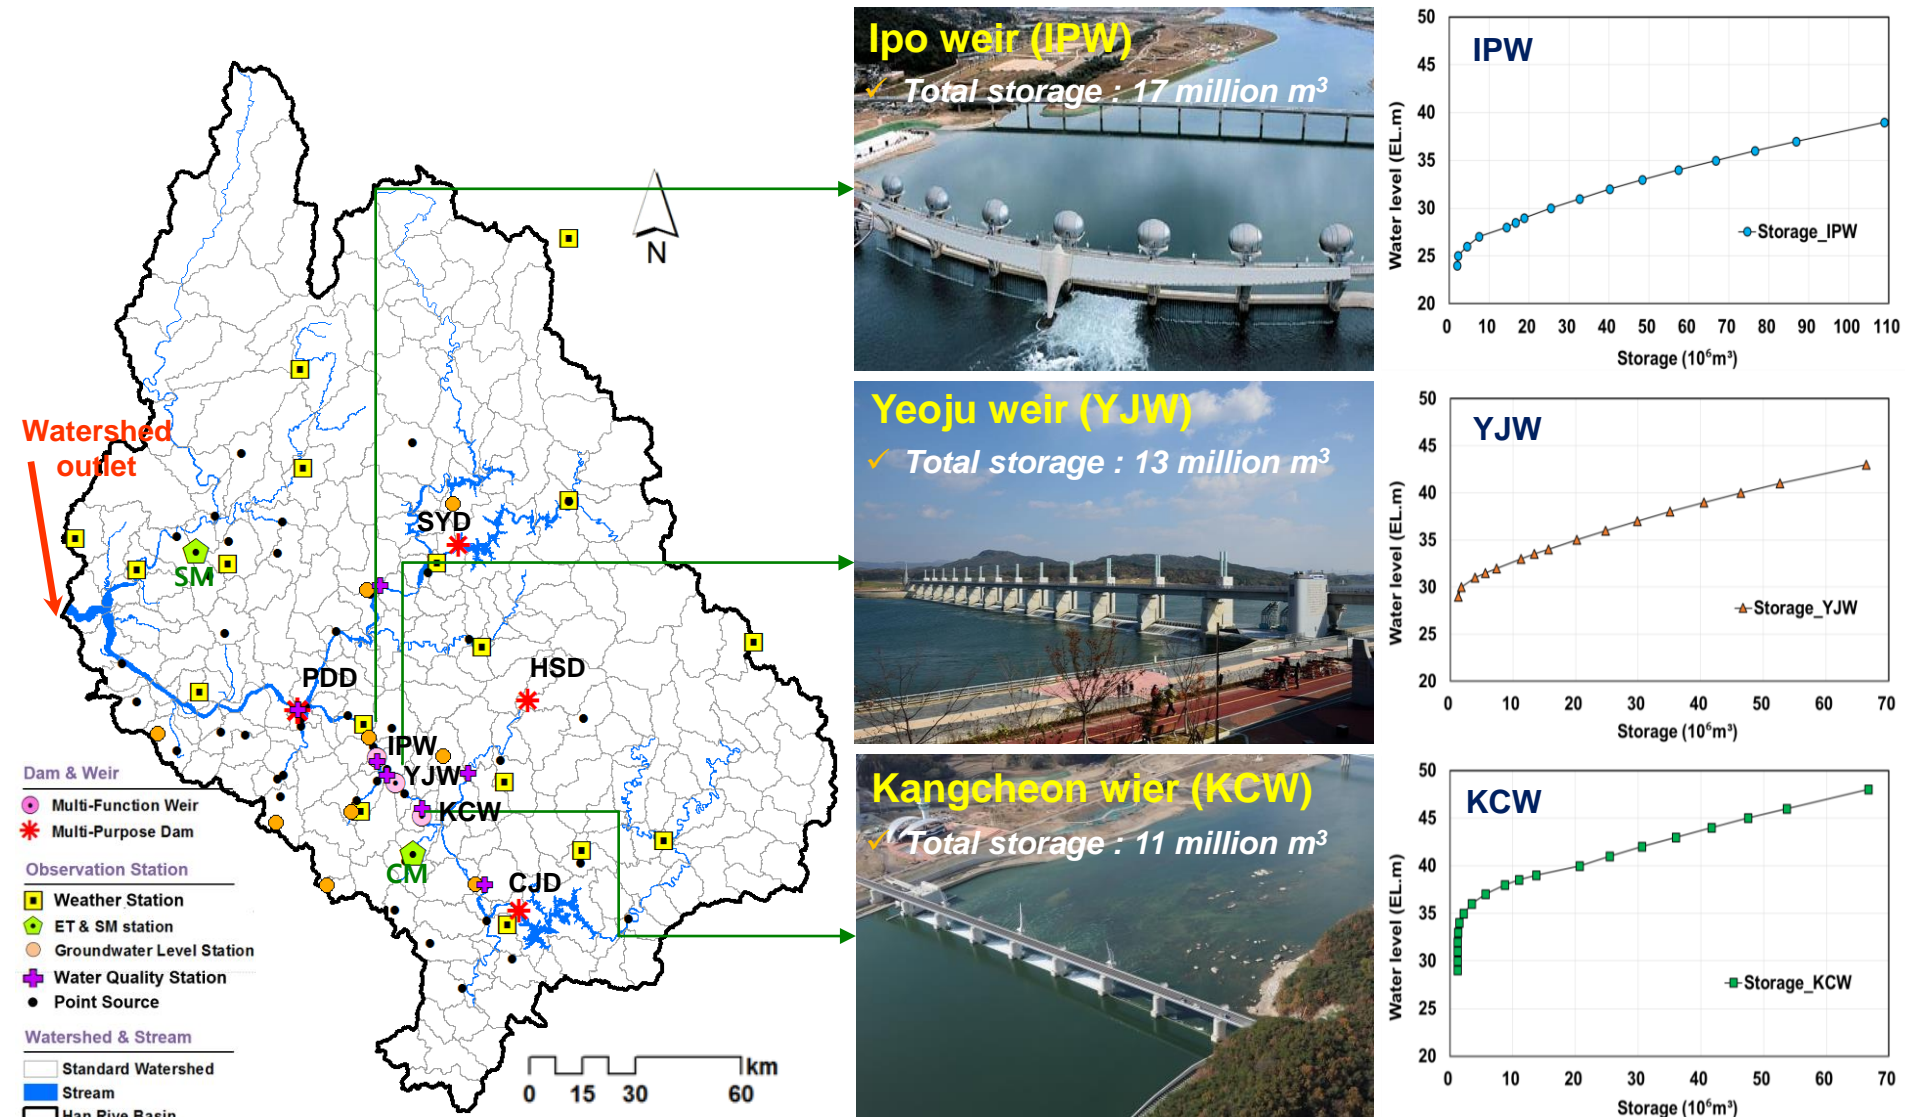 Watershed
outlet
N
SYD
SM
HSD
PDD
IPW
YJW
KCW
CM
CJD
Dam & Weir
Multi-Function Weir
Multi-Purpose Dam
Observation Station
Weather Station
ET & SM station
Groundwater Level Station
Water Quality Station
Point Source
Watershed & Stream
Standard Watershed
Stream
Han Rive Basin
km
0 15 30 60
Ipo weir (IPW)
✓ Total storage : 17 million m³
Yeoju weir (YJW)
✓ Total storage : 13 million m³
Kangcheon wier (KCW)
✓ Total storage : 11 million m³
IPW
Water level (EL.m)
50
45
40
35
30
25
20
Storage_IPW
0 10 20 30 40 50 60 70 80 90 100 110
Storage (10⁶m³)
YJW
Water level (EL.m)
50
45
40
35
30
25
20
Storage_YJW
0 10 20 30 40 50 60 70
Storage (10⁶m³)
KCW
Water level (EL.m)
50
45
40
35
30
25
20
Storage_KCW
0 10 20 30 40 50 60 70
Storage (10⁶m³)